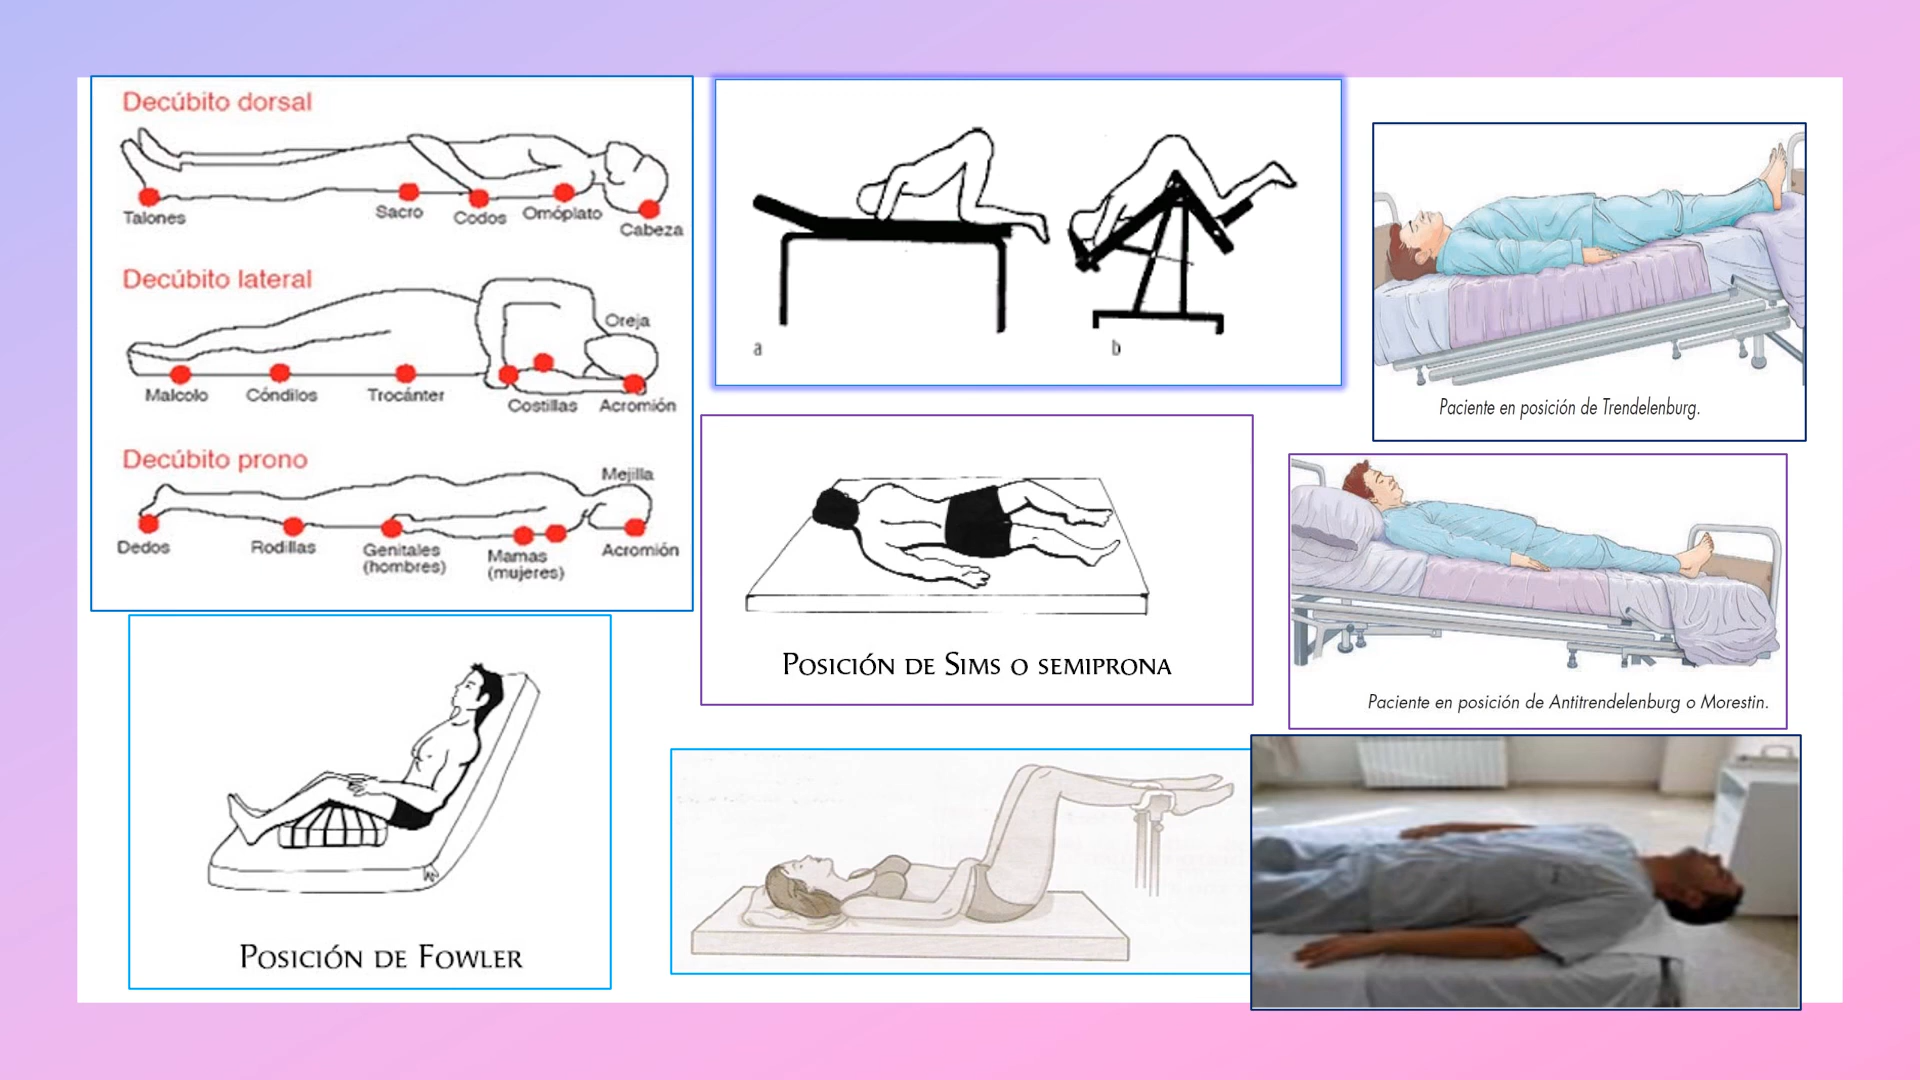 Decúbito dorsal
Talones
Sacro
Codos
Omóplato
Cabeza
Decúbito lateral
Oreja
Malcolo
Cóndilos
Trocánter
Costillas
Acromión
Decúbito prono
Mejilla
Dedos
Rodillas
Genitales
(hombres)
Mamas
(mujeres)
Acromión
a
b
Paciente en posición de Trendelenburg.
Posición de Sims o semiprona
Paciente en posición de Antitrendelenburg o Morestin.
Posición de Fowler